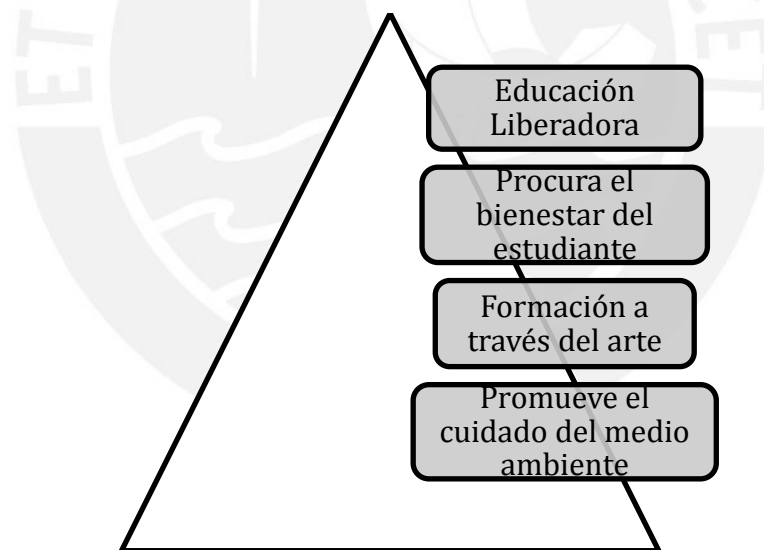 Educación
Liberadora
Procura el
bienestar del
estudiante
Formación a
través del arte
Promueve el
cuidado del medio
ambiente